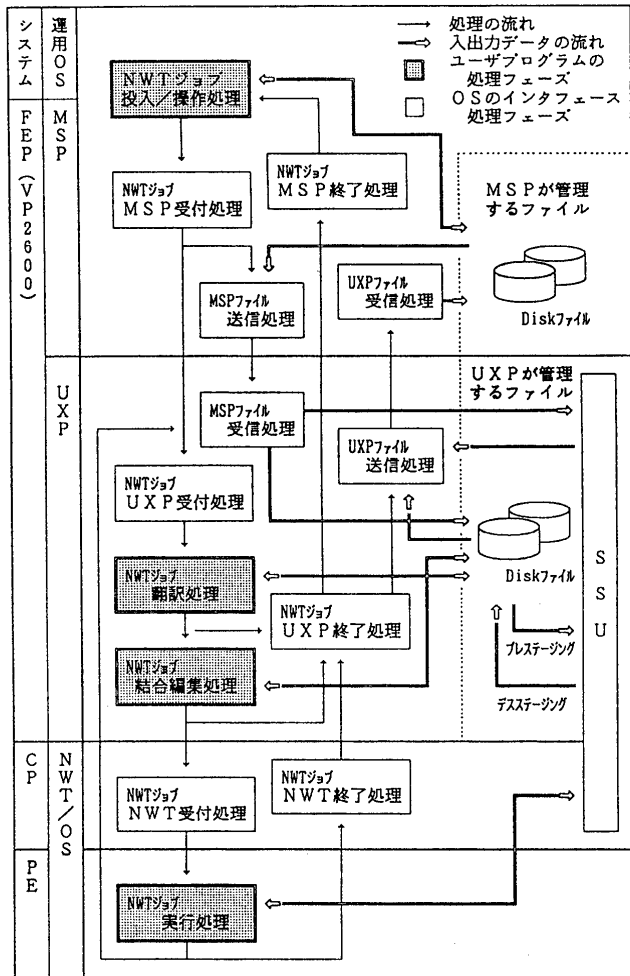 システム
運用OS
処理の流れ
入出力データの流れ
ユーザプログラムの
処理フェーズ
OSのインタフェース
処理フェーズ
FEP(VP2600)
MSP
NWTジョブ
投入/操作処理
NWTジョブ
MSP受付処理
NWTジョブ
MSP終了処理
MSPが管理
するファイル
Diskファイル
MSPファイル
送信処理
UXPファイル
受信処理
UXP
MSPファイル
受信処理
UXPが管理
するファイル
UXPファイル
送信処理
NWTジョブ
UXP受付処理
Diskファイル
SSU
NWTジョブ
翻訳処理
NWTジョブ
UXP終了処理
プレステージング
NWTジョブ
結合編集処理
デスステージング
CP
NWT/OS
NWTジョブ
NWT受付処理
NWTジョブ
NWT終了処理
PE
NWTジョブ
実行処理